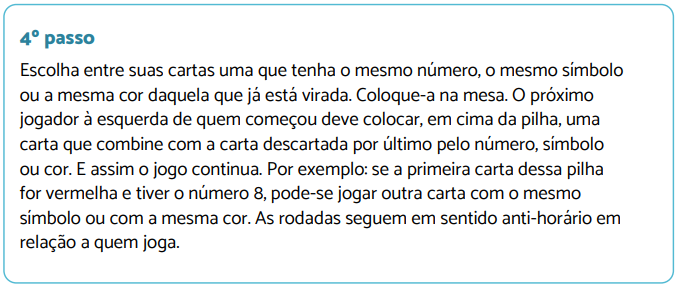 4º passo
Escolha entre suas cartas uma que tenha o mesmo número, o mesmo símbolo
ou a mesma cor daquela que já está virada. Coloque-a na mesa. O próximo
jogador à esquerda de quem começou deve colocar, em cima da pilha, uma
carta que combine com a carta descartada por último pelo número, símbolo
ou cor. E assim o jogo continua. Por exemplo: se a primeira carta dessa pilha
for vermelha e tiver o número 8, pode-se jogar outra carta com o mesmo
símbolo ou com a mesma cor. As rodadas seguem em sentido anti-horário em
relação a quem joga.